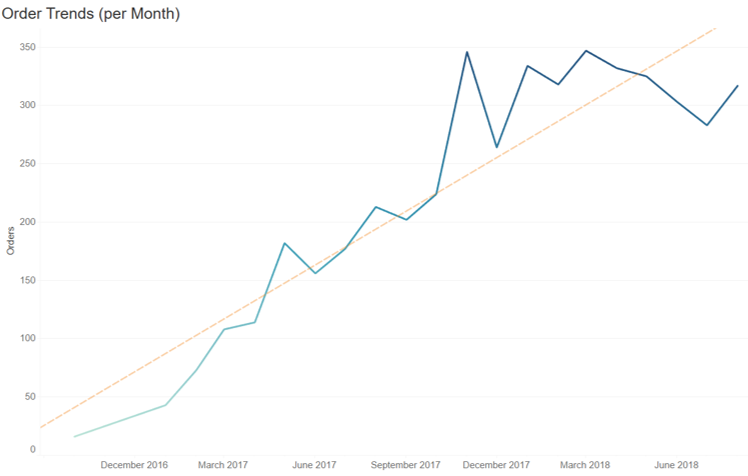 Order Trends (per Month)
350
300
250
200
150
100
50
0
Orders
December 2016
March 2017
June 2017
September 2017
December 2017
March 2018
June 2018